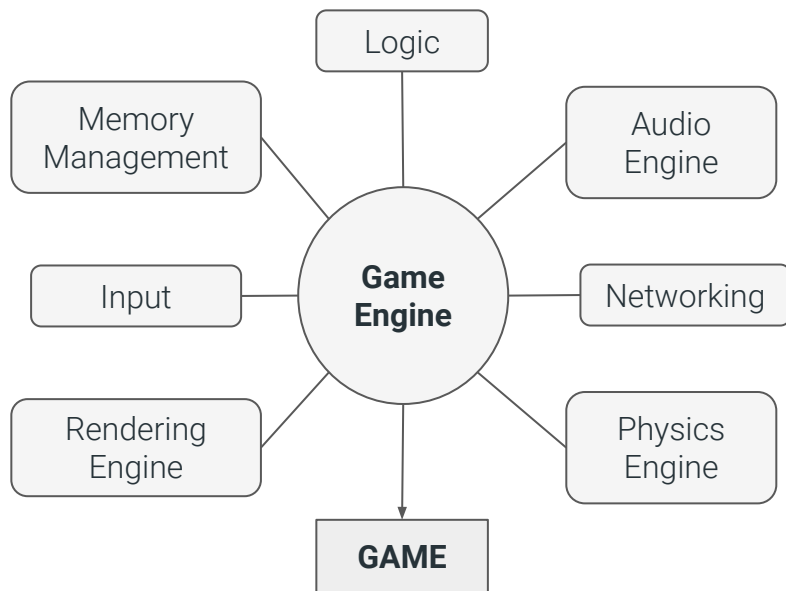 Logic
Memory
Management
Audio
Engine
Input
Game
Engine
Networking
Rendering
Engine
Physics
Engine
GAME